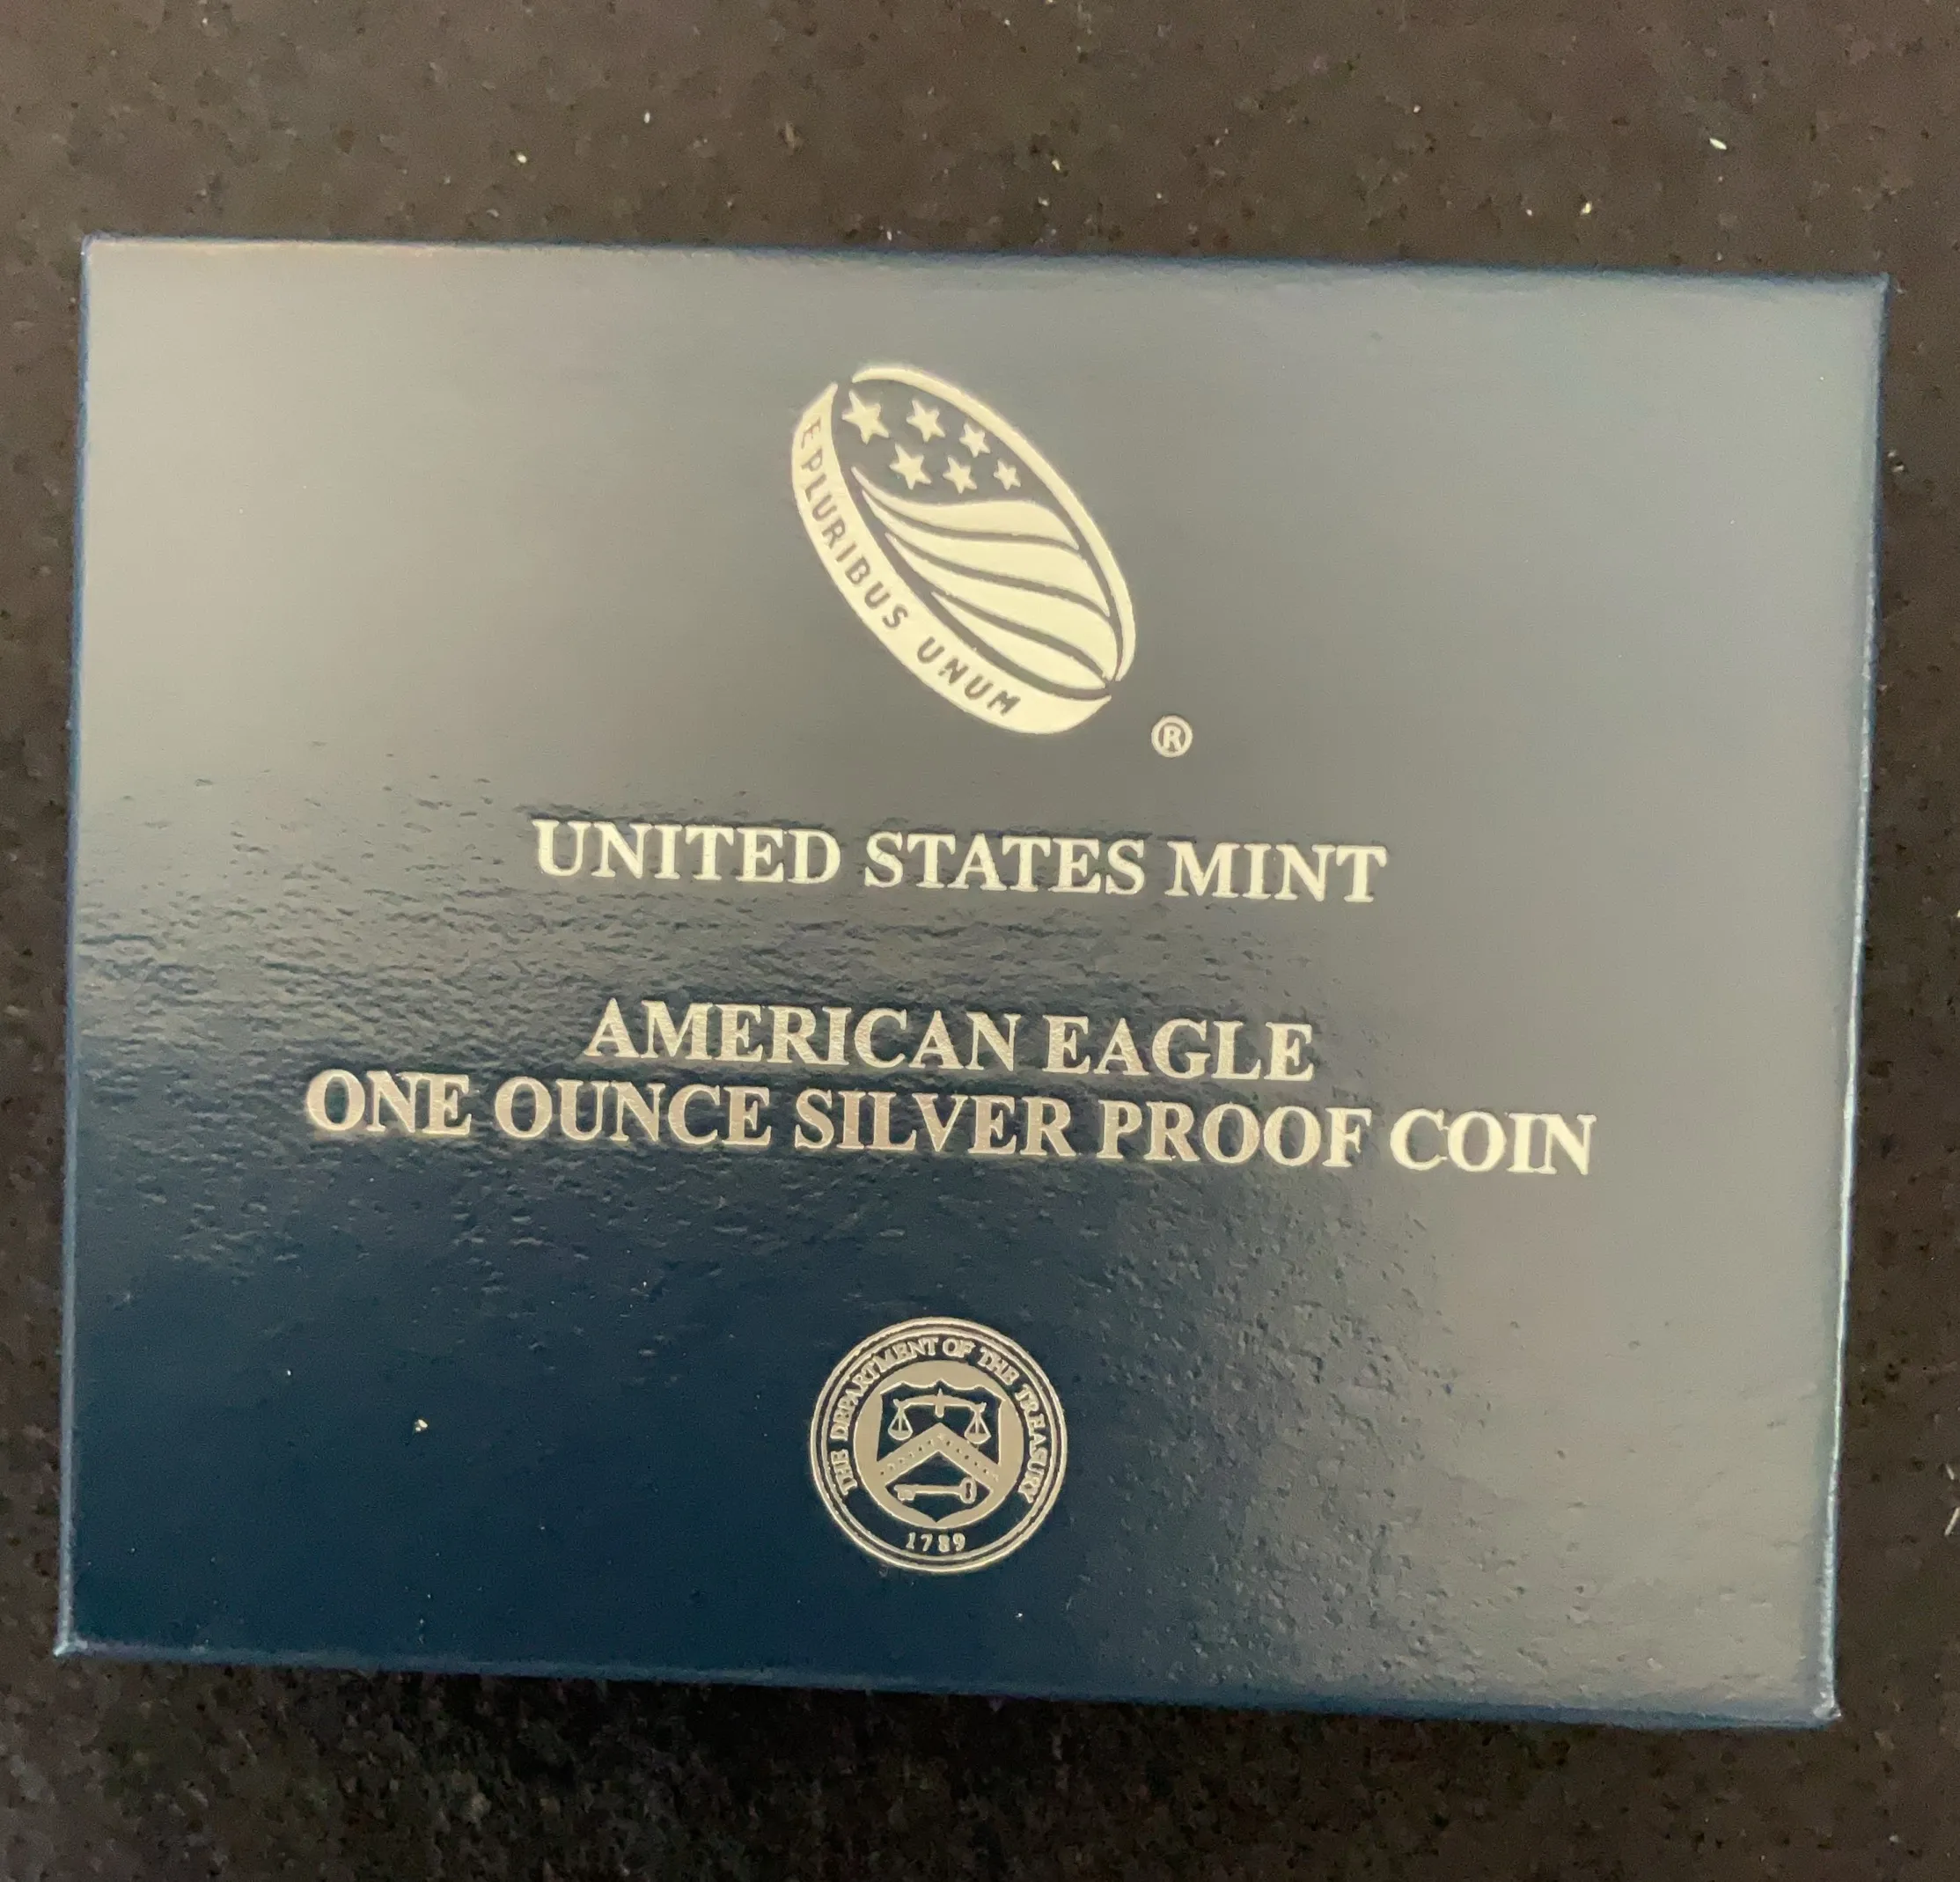 E PLURIBUS UNUM
®
UNITED STATES MINT
AMERICAN EAGLE
ONE OUNCE SILVER PROOF COIN
THE DEPARTMENT OF THE TREASURY
1789